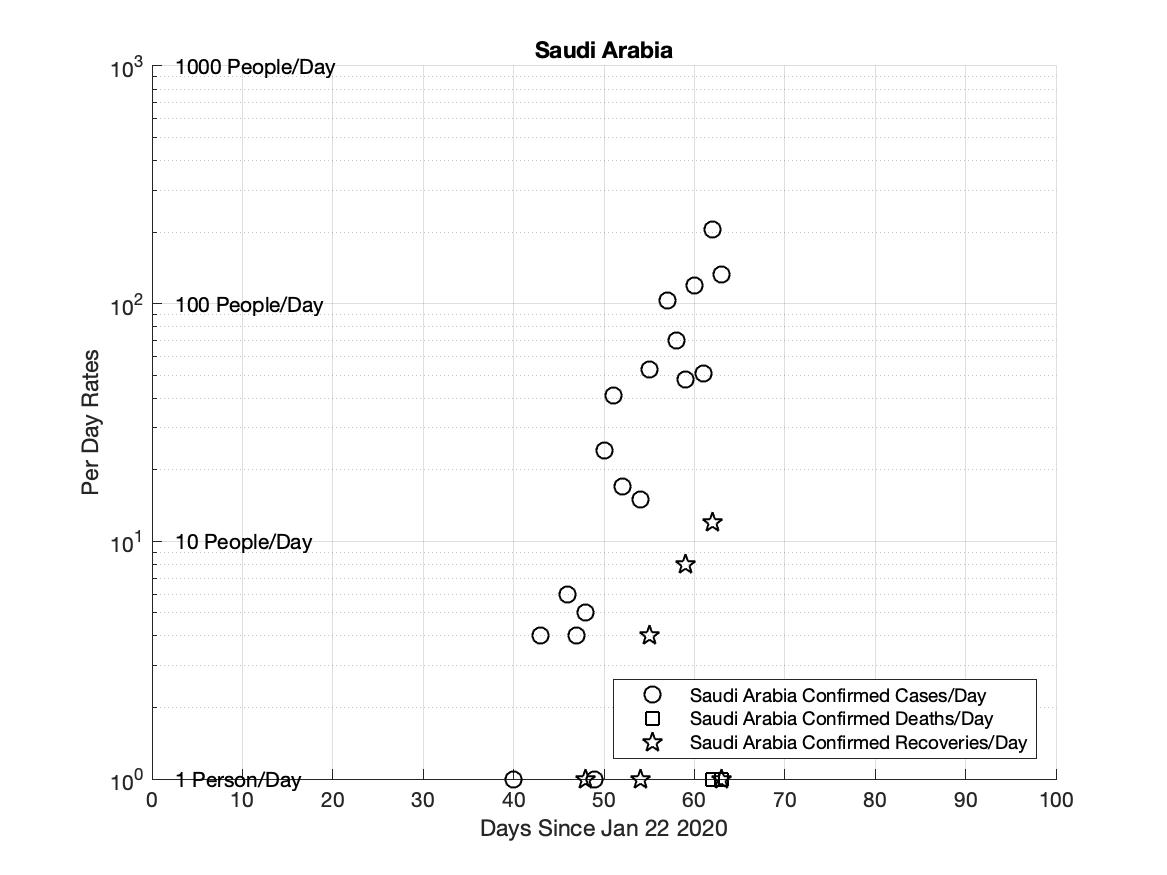 Saudi Arabia
10³ 1000 People/Day
10² 100 People/Day
Per Day Rates
10¹ 10 People/Day
Saudi Arabia Confirmed Cases/Day
Saudi Arabia Confirmed Deaths/Day
Saudi Arabia Confirmed Recoveries/Day
10⁰ 1 Person/Day
0 10 20 30 40 50 60 70 80 90 100
Days Since Jan 22 2020